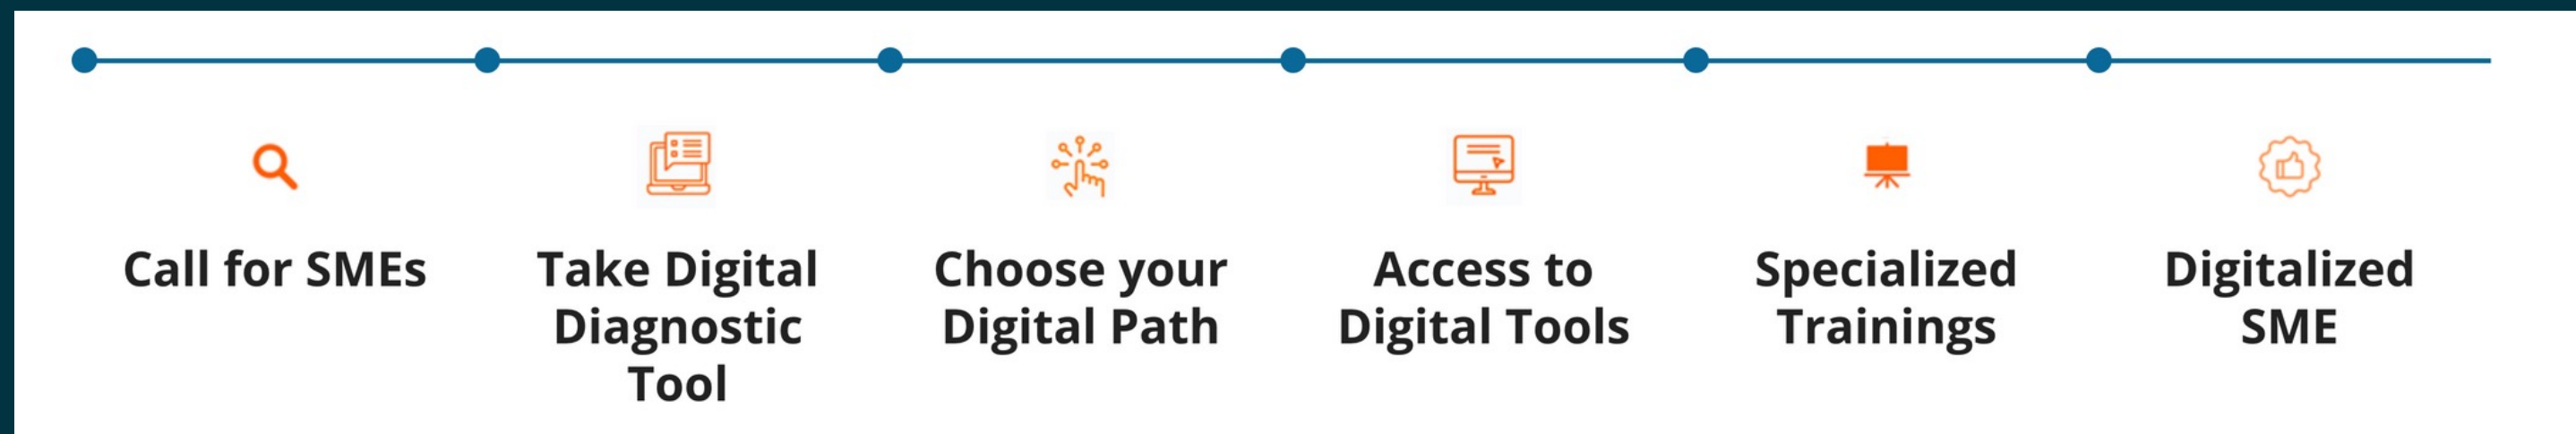 Call for SMEs
Take Digital
Diagnostic
Tool
Choose your
Digital Path
Access to
Digital Tools
Specialized
Trainings
Digitalized
SME